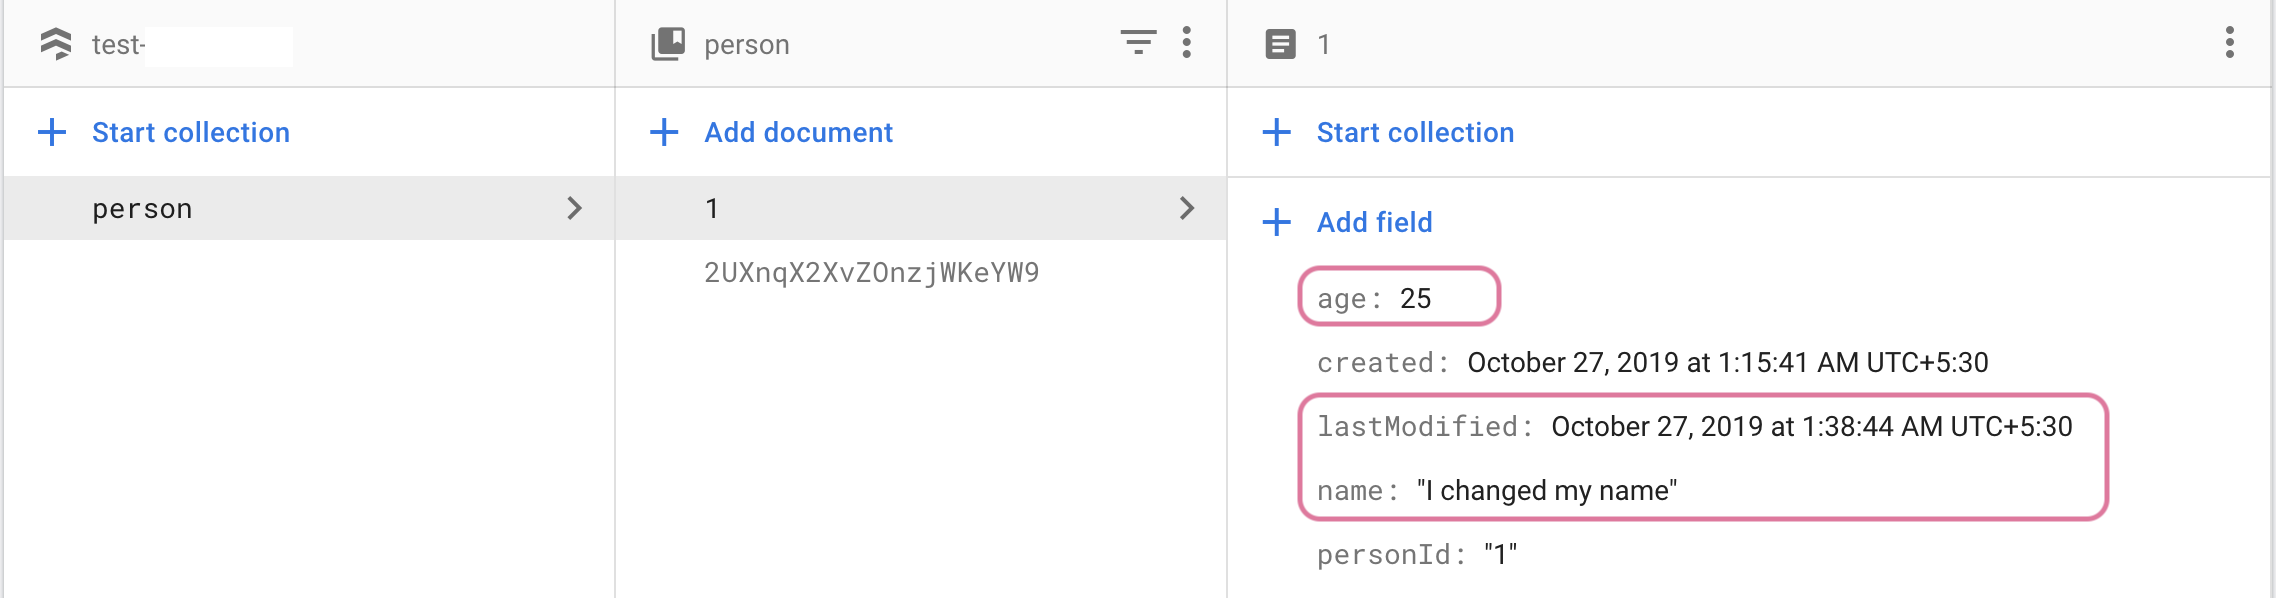 test-
person
1
Start collection
Add document
Start collection
person
1
2UXnqX2XvZOnzjWKeYW9
Add field
age: 25
created: October 27, 2019 at 1:15:41 AM UTC+5:30
lastModified: October 27, 2019 at 1:38:44 AM UTC+5:30
name: "I changed my name"
personId: "1"